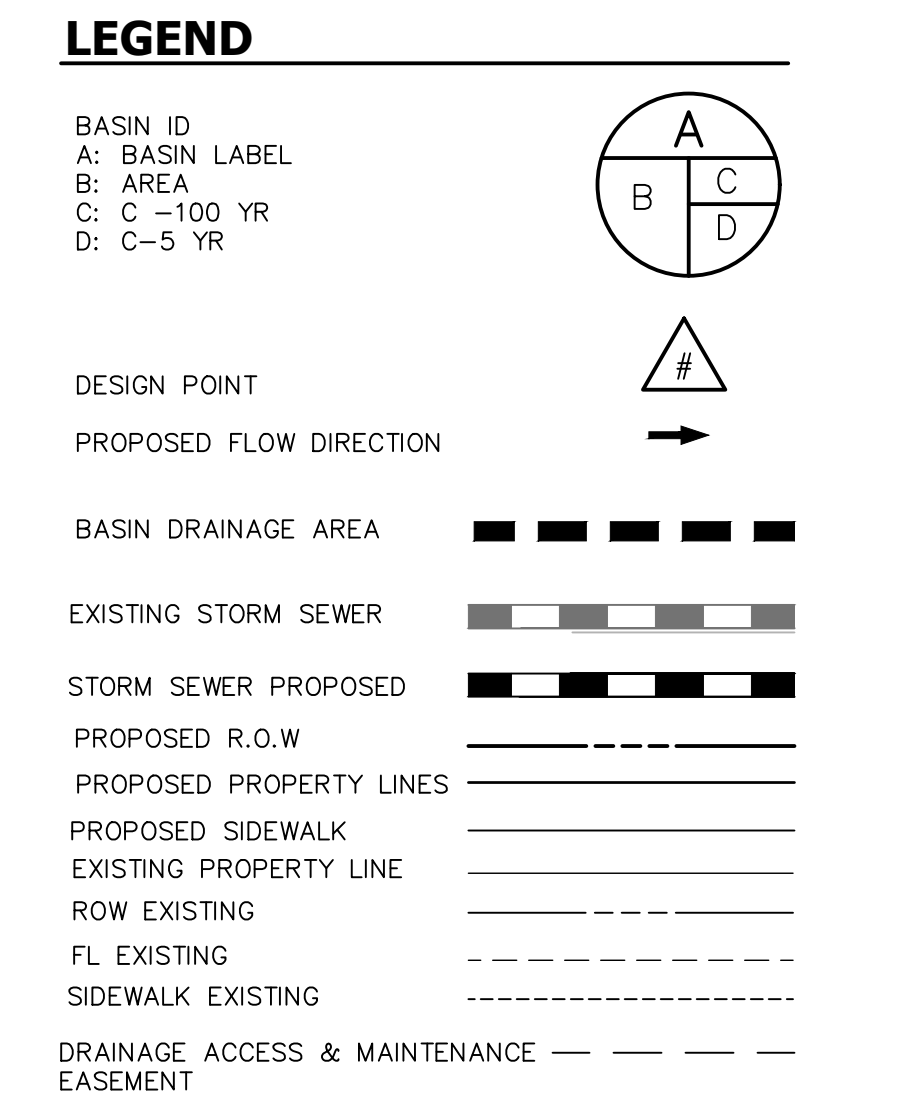 LEGEND
BASIN ID
A: BASIN LABEL
B: AREA
C: C -100 YR
D: C-5 YR
A
B
C
D
#
DESIGN POINT
PROPOSED FLOW DIRECTION
BASIN DRAINAGE AREA
EXISTING STORM SEWER
STORM SEWER PROPOSED
PROPOSED R.O.W
PROPOSED PROPERTY LINES
PROPOSED SIDEWALK
EXISTING PROPERTY LINE
ROW EXISTING
FL EXISTING
SIDEWALK EXISTING
DRAINAGE ACCESS & MAINTENANCE
EASEMENT